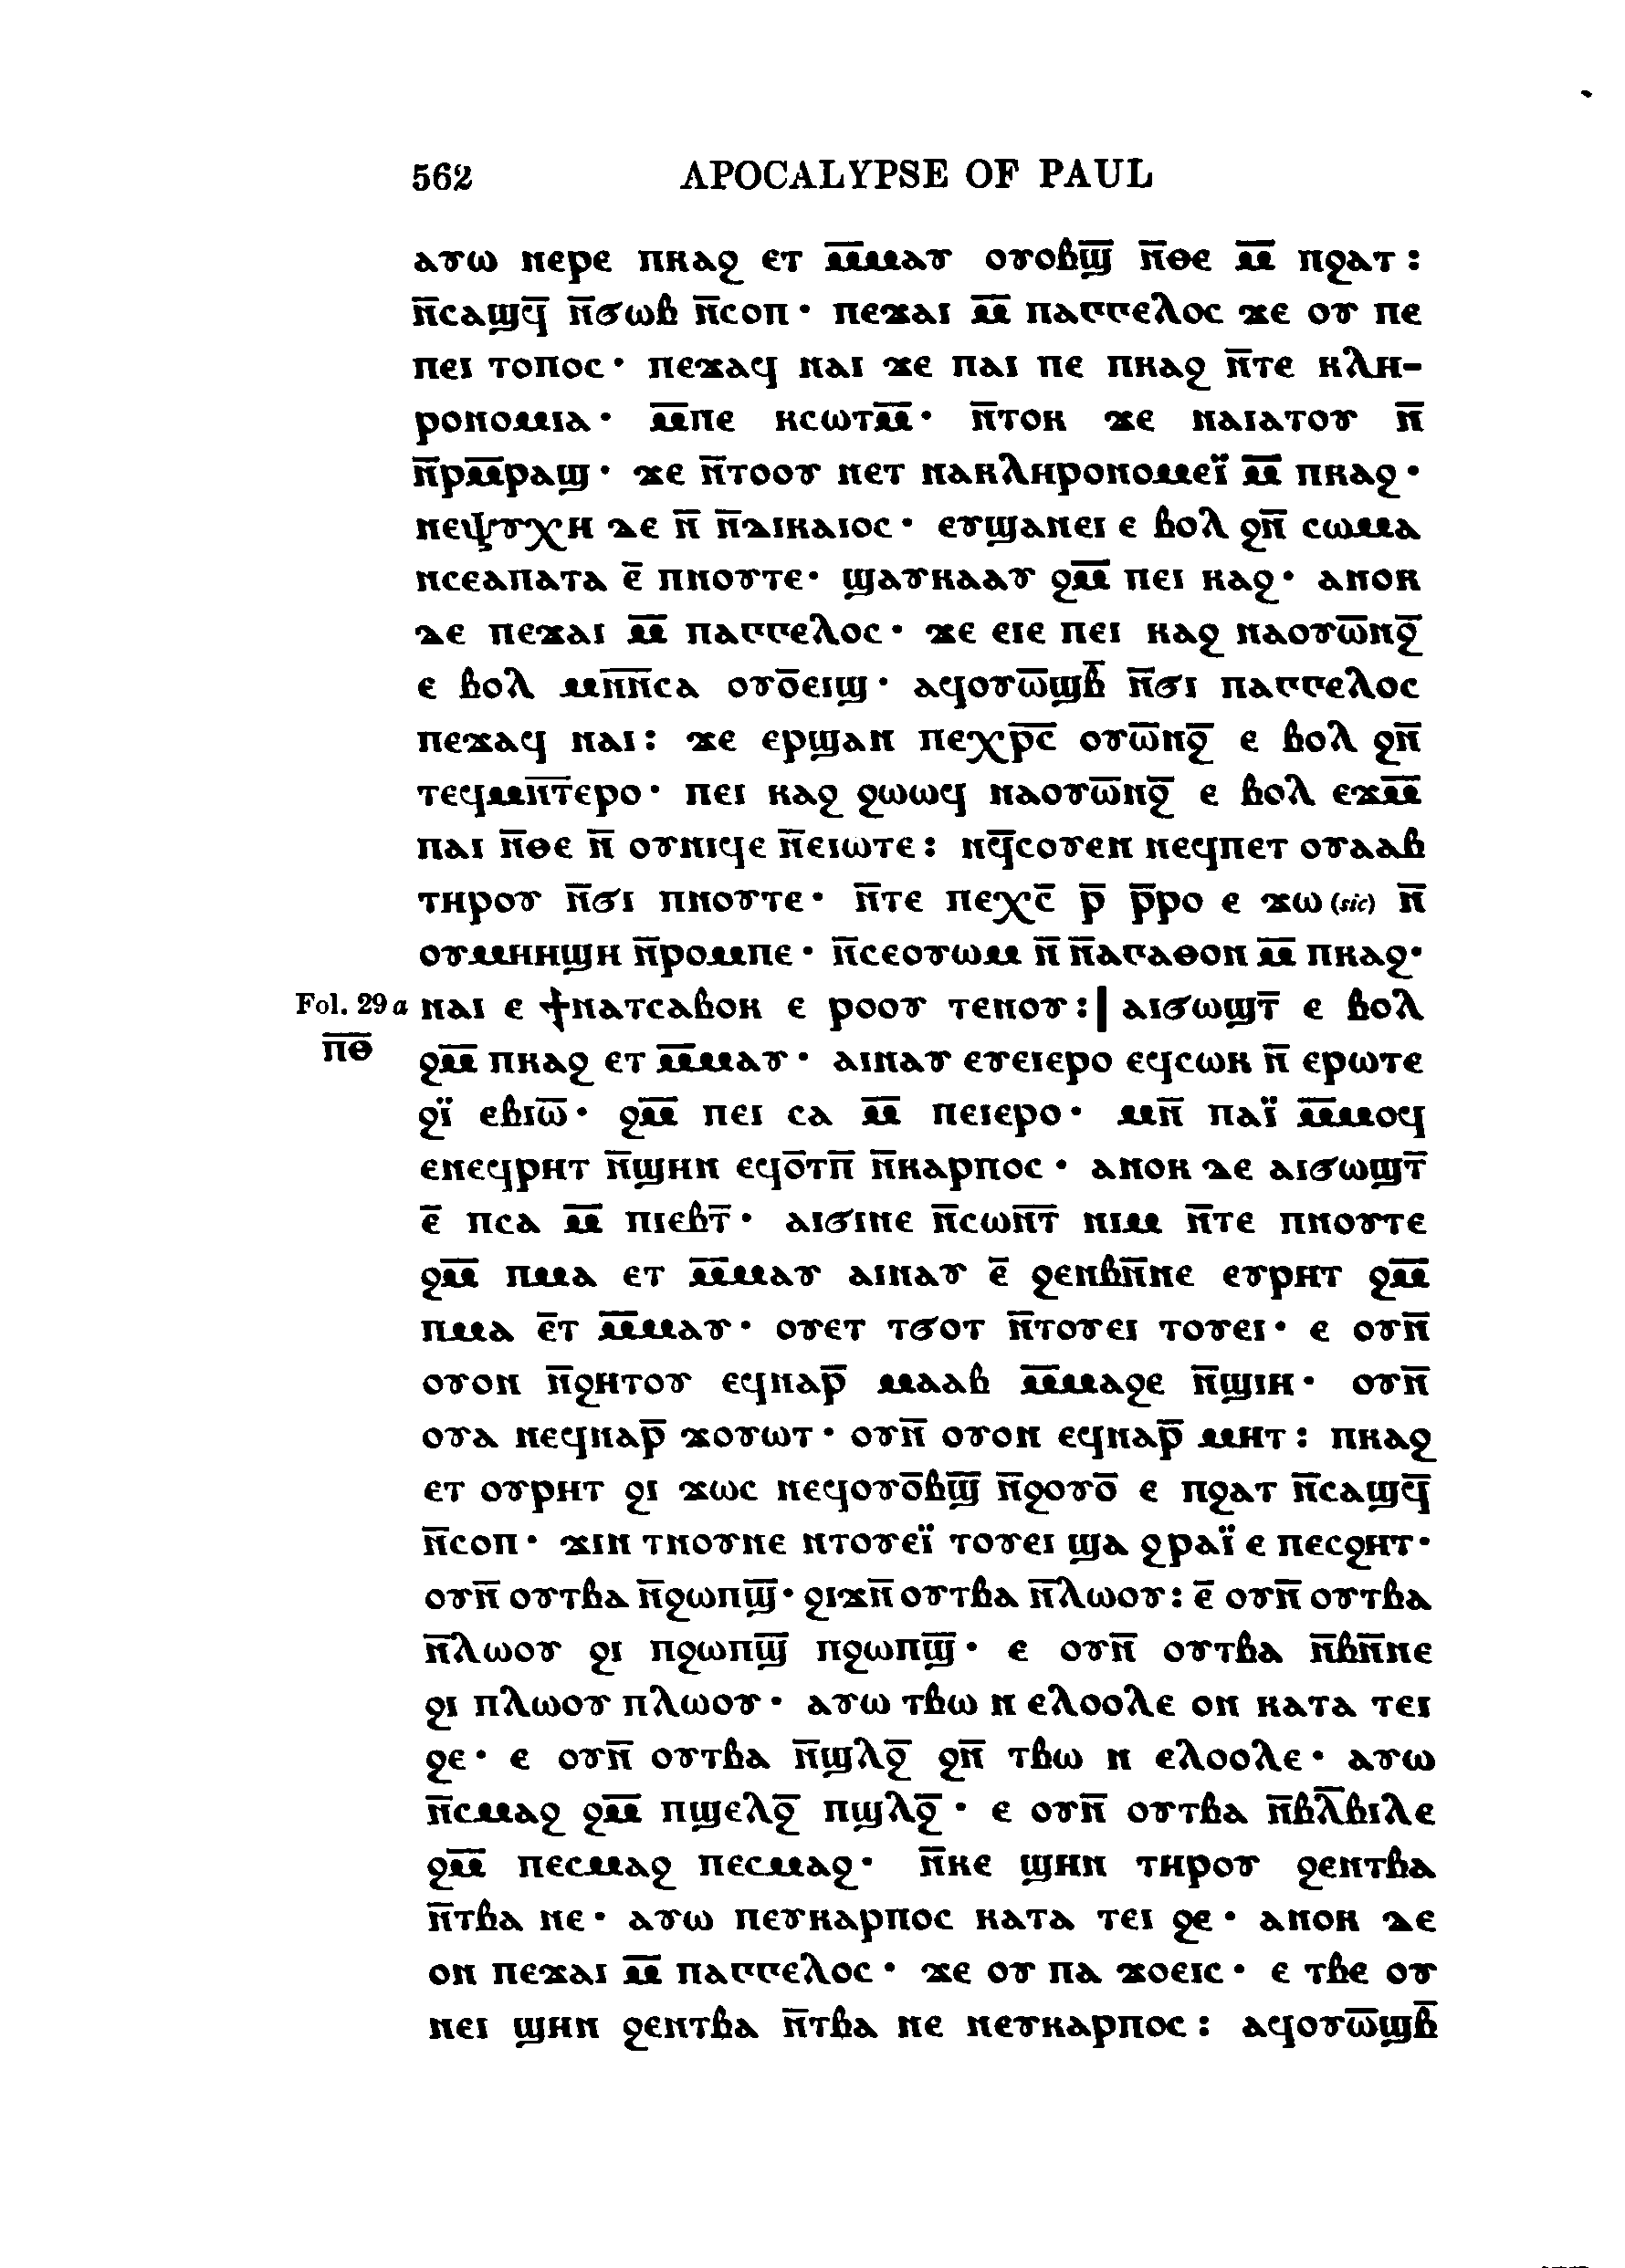 562 APOCALYPSE OF PAUL
ⲁⲩⲱ ⲛⲉⲣⲉ ⲡⲕⲁϩ ⲉⲧ ⲙ̅ⲙⲁⲩ ⲟⲩⲟⲃϣ̅ ⲛ̅ⲑⲉ ⲙ̅ ⲡϩⲁⲧ :
ⲛ̅ⲥⲁϣϥ̅ ⲛ̅ϭⲱⲃ ⲛ̅ⲥⲟⲡ · ⲡⲉϫⲁⲓ ⲙ̅ ⲡⲁⲅⲅⲉⲗⲟⲥ ϫⲉ ⲟⲩ ⲡⲉ
ⲡⲉⲓ ⲧⲟⲡⲟⲥ · ⲡⲉϫⲁϥ ⲛⲁⲓ ϫⲉ ⲡⲁⲓ ⲡⲉ ⲡⲕⲁϩ ⲛ̅ⲧⲉ ⲕⲗⲏ-
ⲣⲟⲛⲟⲙⲓⲁ · ⲙ̅ⲡⲉ ⲕⲥⲱⲧⲙ̅ · ⲛ̅ⲧⲟⲕ ϫⲉ ⲛⲁⲓⲁⲧⲟⲩ ⲛ̅
ⲛ̅ⲣⲙ̅ⲣⲁϣ · ϫⲉ ⲛ̅ⲧⲟⲟⲩ ⲛⲉⲧ ⲛⲁⲕⲗⲏⲣⲟⲛⲟⲙⲉⲓ̈ ⲙ̅ ⲡⲕⲁϩ ·
ⲛⲉⲯⲩⲭⲏ ⲇⲉ ⲛ̅ ⲛ̅ⲇⲓⲕⲁⲓⲟⲥ · ⲉⲩϣⲁⲛⲉⲓ ⲉ ⲃⲟⲗ ϩⲛ̅ ⲥⲱⲙⲁ
ⲛⲥⲉⲁⲡⲁⲧⲁ ⲉ̅ ⲡⲛⲟⲩⲧⲉ · ϣⲁⲩⲕⲁⲁⲩ ϩⲙ̅ ⲡⲉⲓ ⲕⲁϩ · ⲁⲛⲟⲕ
ⲇⲉ ⲡⲉϫⲁⲓ ⲙ̅ ⲡⲁⲅⲅⲉⲗⲟⲥ · ϫⲉ ⲉⲓⲉ ⲡⲉⲓ ⲕⲁϩ ⲛⲁⲟⲩⲱ̅ⲛϩ̅
ⲉ ⲃⲟⲗ ⲙⲛ̅ⲛ̅ⲥⲁ ⲟⲩⲟ̅ⲉⲓϣ · ⲁϥⲟⲩⲱ̅ϣⲃ̅ ⲛ̅ϭⲓ ⲡⲁⲅⲅⲉⲗⲟⲥ
ⲡⲉϫⲁϥ ⲛⲁⲓ : ϫⲉ ⲉⲣϣⲁⲛ ⲡⲉⲭⲣ̅ⲥ̅ ⲟⲩⲱ̅ⲛϩ̅ ⲉ ⲃⲟⲗ ϩⲛ̅
ⲧⲉϥⲙⲛ̅ⲧⲉⲣⲟ · ⲡⲉⲓ ⲕⲁϩ ϩⲱⲱϥ ⲛⲁⲟⲩⲱ̅ⲛϩ̅ ⲉ ⲃⲟⲗ ⲉϫⲙ̅
ⲡⲁⲓ ⲛ̅ⲑⲉ ⲛ̅ ⲟⲩⲛⲓϥⲉ ⲛ̅ⲉⲓⲱⲧⲉ : ⲛϥ̅ⲥⲟⲩⲉⲛ ⲛⲉϥⲡⲉⲧ ⲟⲩⲁⲁⲃ
ⲧⲏⲣⲟⲩ ⲛ̅ϭⲓ ⲡⲛⲟⲩⲧⲉ · ⲛ̅ⲧⲉ ⲡⲉⲭⲥ̅ ⲣ̅ ⲣ̅ⲣⲟ ⲉ ϫⲱ (sic) ⲛ̅
ⲟⲩⲙⲏⲏϣⲏ ⲛ̅ⲣⲟⲙⲡⲉ · ⲛ̅ⲥⲉⲟⲩⲱⲙ ⲛ̅ ⲛ̅ⲁⲅⲁⲑⲟⲛ ⲙ̅ ⲡⲕⲁϩ ·
Fol. 29 a ⲛⲁⲓ ⲉ ϯⲛⲁⲧⲥⲁⲃⲟⲕ ⲉ ⲣⲟⲟⲩ ⲧⲉⲛⲟⲩ : | ⲁⲓϭⲱϣⲧ̅ ⲉ ⲃⲟⲗ
ⲡ̅ⲑ̅ ϩⲙ̅ ⲡⲕⲁϩ ⲉⲧ ⲙ̅ⲙⲁⲩ · ⲁⲓⲛⲁⲩ ⲉⲩⲉⲓⲉⲣⲟ ⲉϥⲥⲱⲕ ⲛ̅ ⲉⲣⲱⲧⲉ
ϩⲓ̈ ⲉⲃⲓⲱ̅ · ϩⲙ̅ ⲡⲉⲓ ⲥⲁ ⲙ̅ ⲡⲉⲓⲉⲣⲟ · ⲙⲛ̅ ⲡⲁⲓ̈ ⲙ̅ⲙⲟϥ
ⲉⲛⲉϥⲣⲏⲧ ⲛ̅ϣⲏⲛ ⲉϥⲟ̅ⲧⲡ̅ ⲛ̅ⲕⲁⲣⲡⲟⲥ · ⲁⲛⲟⲕ ⲇⲉ ⲁⲓϭⲱϣⲧ̅
ⲉ̅ ⲡⲥⲁ ⲙ̅ ⲡⲓⲉⲃⲧ̅ · ⲁⲓϭⲓⲛⲉ ⲛ̅ⲥⲱⲛⲧ̅ ⲛⲓⲙ ⲛ̅ⲧⲉ ⲡⲛⲟⲩⲧⲉ
ϩⲙ̅ ⲡⲙⲁ ⲉⲧ ⲙ̅ⲙⲁⲩ ⲁⲓⲛⲁⲩ ⲉ̅ ϩⲉⲛⲃⲛ̅ⲛⲉ ⲉⲩⲣⲏⲧ ϩⲙ̅
ⲡⲙⲁ ⲉ̅ⲧ ⲙ̅ⲙⲁⲩ · ⲟⲩⲉⲧ ⲧϭⲟⲧ ⲛ̅ⲧⲟⲩⲉⲓ ⲧⲟⲩⲉⲓ · ⲉ ⲟⲩⲛ̅
ⲟⲩⲟⲛ ⲛ̅ϩⲏⲧⲟⲩ ⲉϥⲛⲁⲣ̅ ⲙⲁⲁⲃ ⲙ̅ⲙⲁϩⲉ ⲛ̅ϣⲓⲏ · ⲟⲩⲛ̅
ⲟⲩⲁ ⲛⲉϥⲛⲁⲣ̅ ϫⲟⲩⲱⲧ · ⲟⲩⲛ̅ ⲟⲩⲟⲛ ⲉϥⲛⲁⲣ̅ ⲙⲏⲧ : ⲡⲕⲁϩ
ⲉⲧ ⲟⲩⲣⲏⲧ ϩⲓ ϫⲱⲥ ⲛⲉϥⲟⲩⲟ̅ⲃϣ̅ ⲛ̅ϩⲟⲩⲟ̅ ⲉ ⲡϩⲁⲧ ⲛ̅ⲥⲁϣϥ̅
ⲛ̅ⲥⲟⲡ · ϫⲓⲛ ⲧⲛⲟⲩⲛⲉ ⲛⲧⲟⲩⲉⲓ̈ ⲧⲟⲩⲉⲓ ϣⲁ ϩⲣⲁⲓ̈ ⲉ ⲡⲉⲥϩⲏⲧ ·
ⲟⲩⲛ̅ ⲟⲩⲧⲃⲁ ⲛ̅ϩⲱⲡϣ̅ · ϩⲓϫⲛ̅ ⲟⲩⲧⲃⲁ ⲛ̅ⲗⲱⲟⲩ : ⲉ̅ ⲟⲩⲛ̅ ⲟⲩⲧⲃⲁ
ⲛ̅ⲗⲱⲟⲩ ϩⲓ ⲡϩⲱⲡϣ̅ ⲡϩⲱⲡϣ̅ · ⲉ ⲟⲩⲛ̅ ⲟⲩⲧⲃⲁ ⲛ̅ⲃⲛ̅ⲛⲉ
ϩⲓ ⲡⲗⲱⲟⲩ ⲡⲗⲱⲟⲩ · ⲁⲩⲱ ⲧⲃⲱ ⲛ ⲉⲗⲟⲟⲗⲉ ⲟⲛ ⲕⲁⲧⲁ ⲧⲉⲓ
ϩⲉ · ⲉ ⲟⲩⲛ̅ ⲟⲩⲧⲃⲁ ⲛ̅ϣⲗϩ̅ ϩⲛ̅ ⲧⲃⲱ ⲛ ⲉⲗⲟⲟⲗⲉ · ⲁⲩⲱ
ⲛ̅ⲥⲙⲁϩ ϩⲙ̅ ⲡϣⲉⲗϩ̅ ⲡϣⲗϩ̅ · ⲉ ⲟⲩⲛ̅ ⲟⲩⲧⲃⲁ ⲛ̅ⲃⲗ̅ⲃⲓⲗⲉ
ϩⲙ̅ ⲡⲉⲥⲙⲁϩ ⲡⲉⲥⲙⲁϩ · ⲛ̅ⲕⲉ ϣⲏⲛ ⲧⲏⲣⲟⲩ ϩⲉⲛⲧⲃⲁ
ⲛ̅ⲧⲃⲁ ⲛⲉ · ⲁⲩⲱ ⲡⲉⲩⲕⲁⲣⲡⲟⲥ ⲕⲁⲧⲁ ⲧⲉⲓ ϩⲉ · ⲁⲛⲟⲕ ⲇⲉ
ⲟⲛ ⲡⲉϫⲁⲓ ⲙ̅ ⲡⲁⲅⲅⲉⲗⲟⲥ · ϫⲉ ⲟⲩ ⲡⲁ ϫⲟⲉⲓⲥ · ⲉ ⲧⲃⲉ ⲟⲩ
ⲛⲉⲓ ϣⲏⲛ ϩⲉⲛⲧⲃⲁ ⲛ̅ⲧⲃⲁ ⲛⲉ ⲛⲉⲩⲕⲁⲣⲡⲟⲥ : ⲁϥⲟⲩⲱ̅ϣⲃ̅